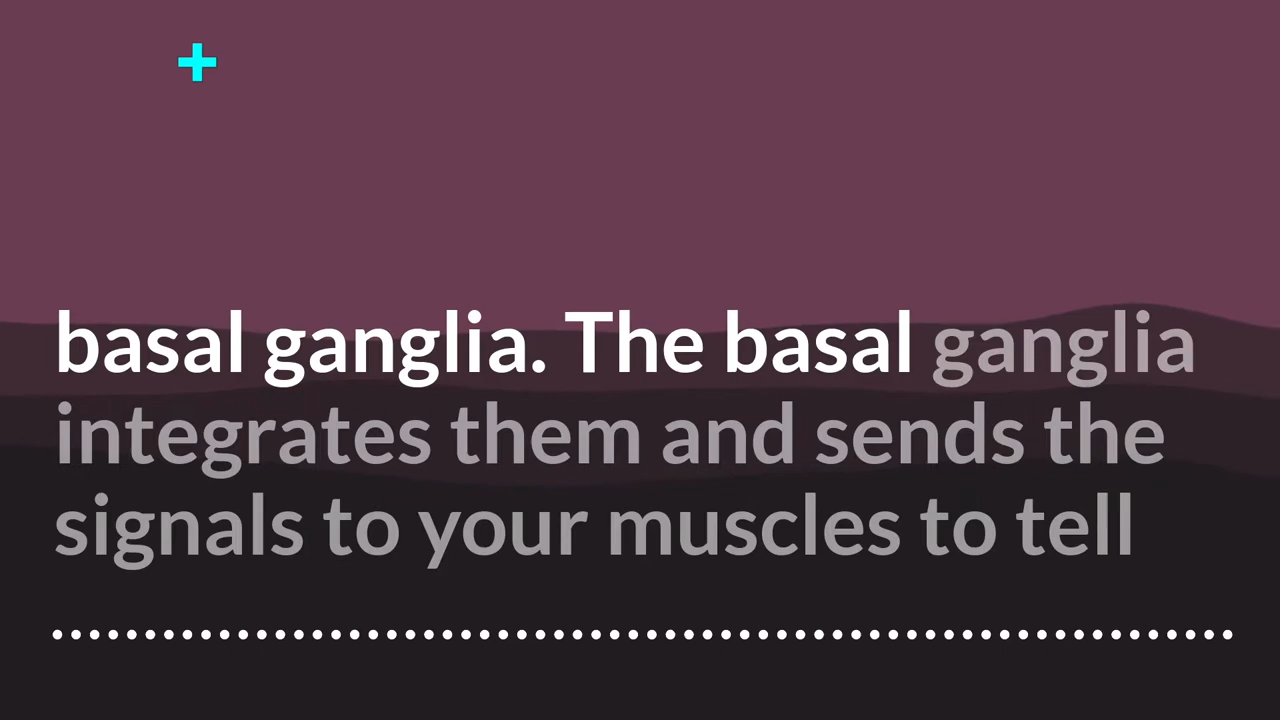 basal ganglia. The basal ganglia
integrates them and sends the
signals to your muscles to tell